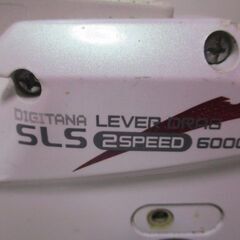 DIGITANA LEVER DRAG
SLS 2SPEED 6000